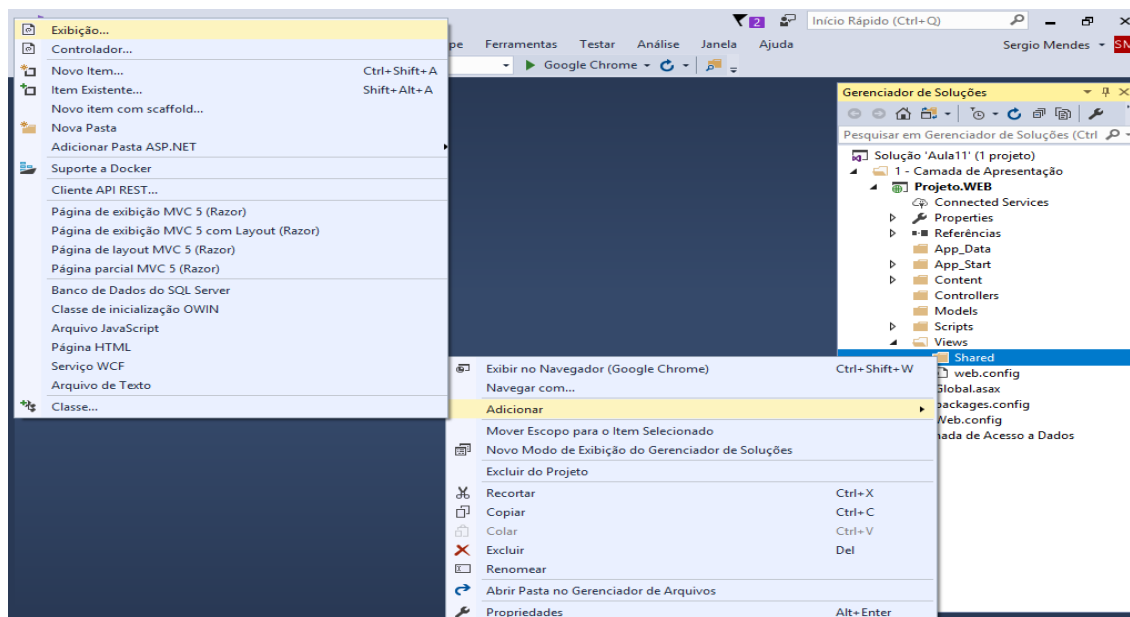 2
Início Rápido (Ctrl+Q)
pe Ferramentas Testar Análise Janela Ajuda
Sergio Mendes
SM
Google Chrome
Exibição...
Controlador...
Novo Item... Ctrl+Shift+A
Item Existente... Shift+Alt+A
Novo item com scaffold...
Nova Pasta
Adicionar Pasta ASP.NET
Suporte a Docker
Cliente API REST...
Página de exibição MVC 5 (Razor)
Página de exibição MVC 5 com Layout (Razor)
Página de layout MVC 5 (Razor)
Página parcial MVC 5 (Razor)
Banco de Dados do SQL Server
Classe de inicialização OWIN
Arquivo JavaScript
Página HTML
Serviço WCF
Arquivo de Texto
Classe...
Exibir no Navegador (Google Chrome) Ctrl+Shift+W
Navegar com...
Adicionar
Mover Escopo para o Item Selecionado
Novo Modo de Exibição do Gerenciador de Soluções
Excluir do Projeto
Recortar Ctrl+X
Copiar Ctrl+C
Colar Ctrl+V
Excluir Del
Renomear
Abrir Pasta no Gerenciador de Arquivos
Propriedades Alt+Enter
Gerenciador de Soluções
Pesquisar em Gerenciador de Soluções (Ctrl
Solução 'Aula11' (1 projeto)
1 - Camada de Apresentação
Projeto.WEB
Connected Services
Properties
Referências
App_Data
App_Start
Content
Controllers
Models
Scripts
Views
Shared
web.config
Global.asax
packages.config
Web.config
mada de Acesso a Dados